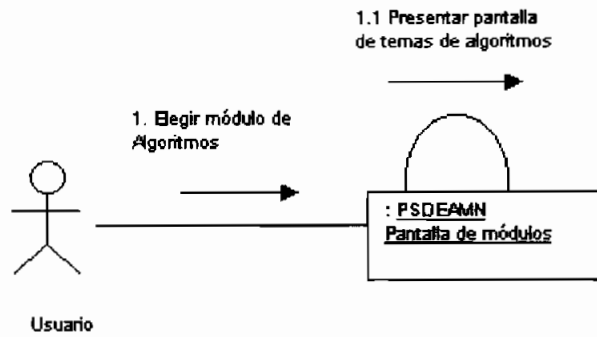 1.1 Presentar pantalla
de temas de algoritmos
1. Elegir módulo de
Algoritmos
: PSDEAMN
Pantalla de módulos
Usuario